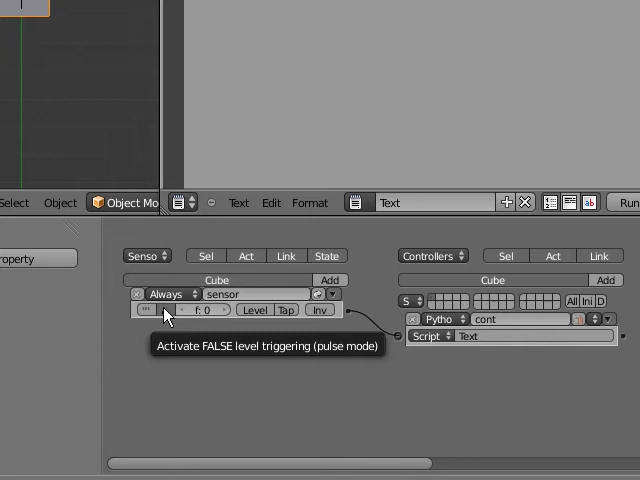 Select Object Object Mo Text Edit Format Text Run
roperty
Senso Sel Act Link State Controllers Sel Act Link
Cube Add Cube Add
Always sensor S All Ini D
f: 0 Level Tap Inv Pytho cont
Script Text
Activate FALSE level triggering (pulse mode)